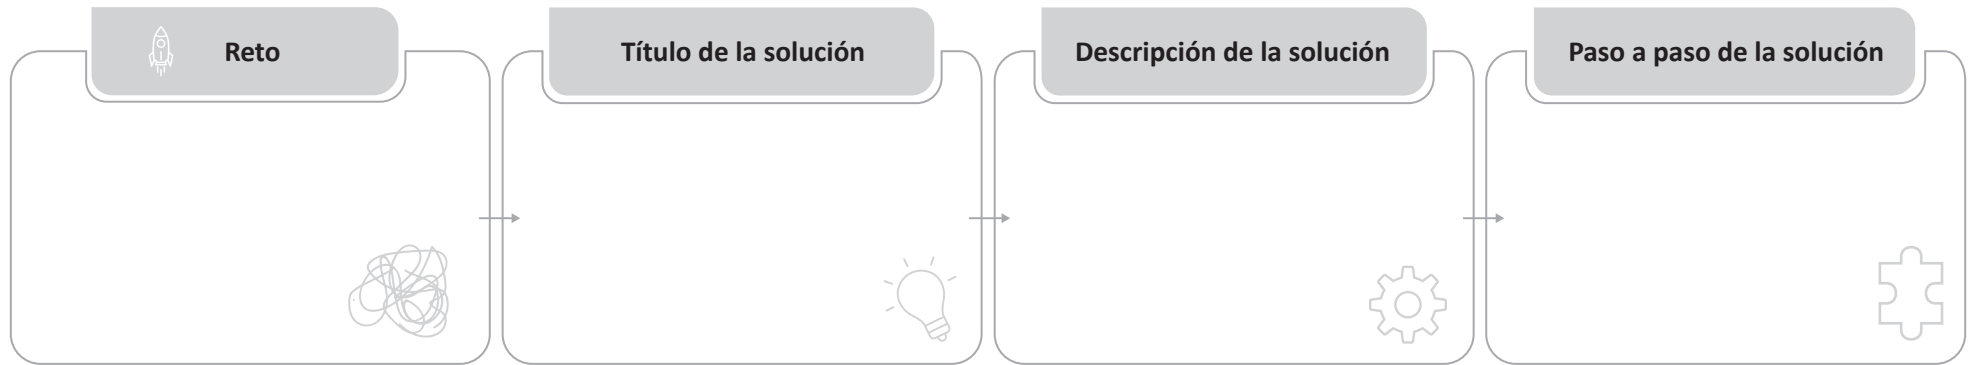 Reto
Título de la solución
Descripción de la solución
Paso a paso de la solución